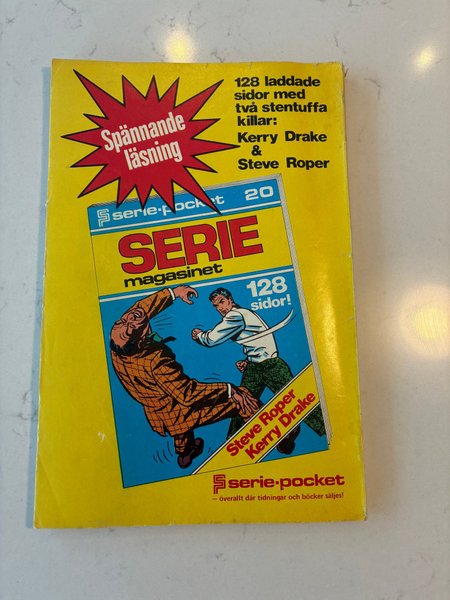 Spännande
läsning
128 laddade
sidor med
två stentuffa
killar:
Kerry Drake
&
Steve Roper
serie-pocket 20
SERIE
magasinet
128
sidor!
Steve Roper
Kerry Drake
serie-pocket
— överallt där tidningar och böcker säljes!